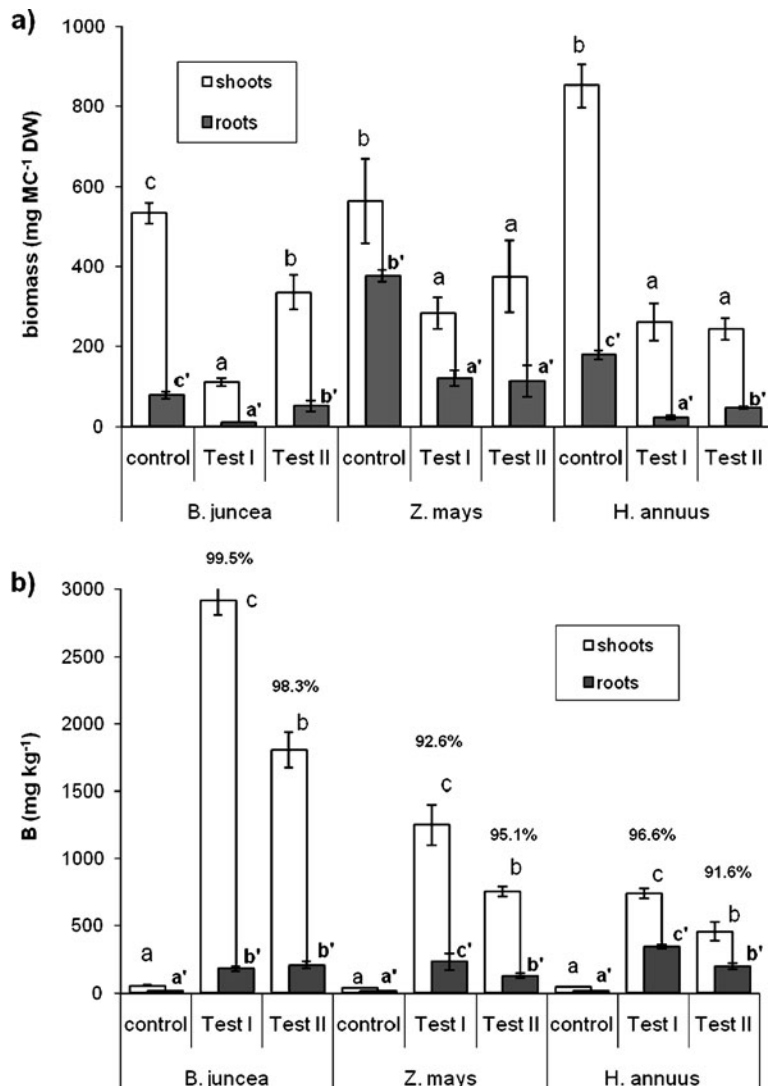 a)
1000
800
600
400
200
0
biomass (mg MC⁻¹ DW)
shoots
roots
c c' a a' b b' b b' a a' a a' b c' a a' a b'
control Test I Test II control Test I Test II control Test I Test II
B. juncea Z. mays H. annuus
b)
3000
2500
2000
1500
1000
500
0
B (mg kg⁻¹)
shoots
roots
99.5% 98.3% 92.6% 95.1% 96.6% 91.6%
a a' c b' b b' a a' c c' b b' a a' c c' b b'
control Test I Test II control Test I Test II control Test I Test II
B. juncea Z. mays H. annuus